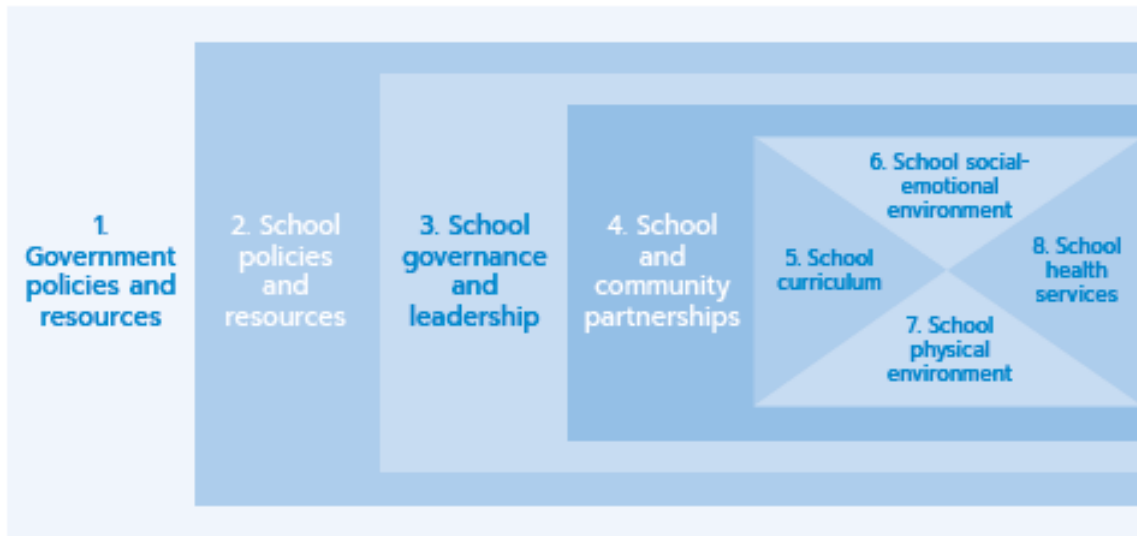 1.
Government
policies and
resources
2. School
policies
and
resources
3. School
governance
and
leadership
4. School
and
community
partnerships
5. School
curriculum
6. School social-
emotional
environment
7. School
physical
environment
8. School
health
services